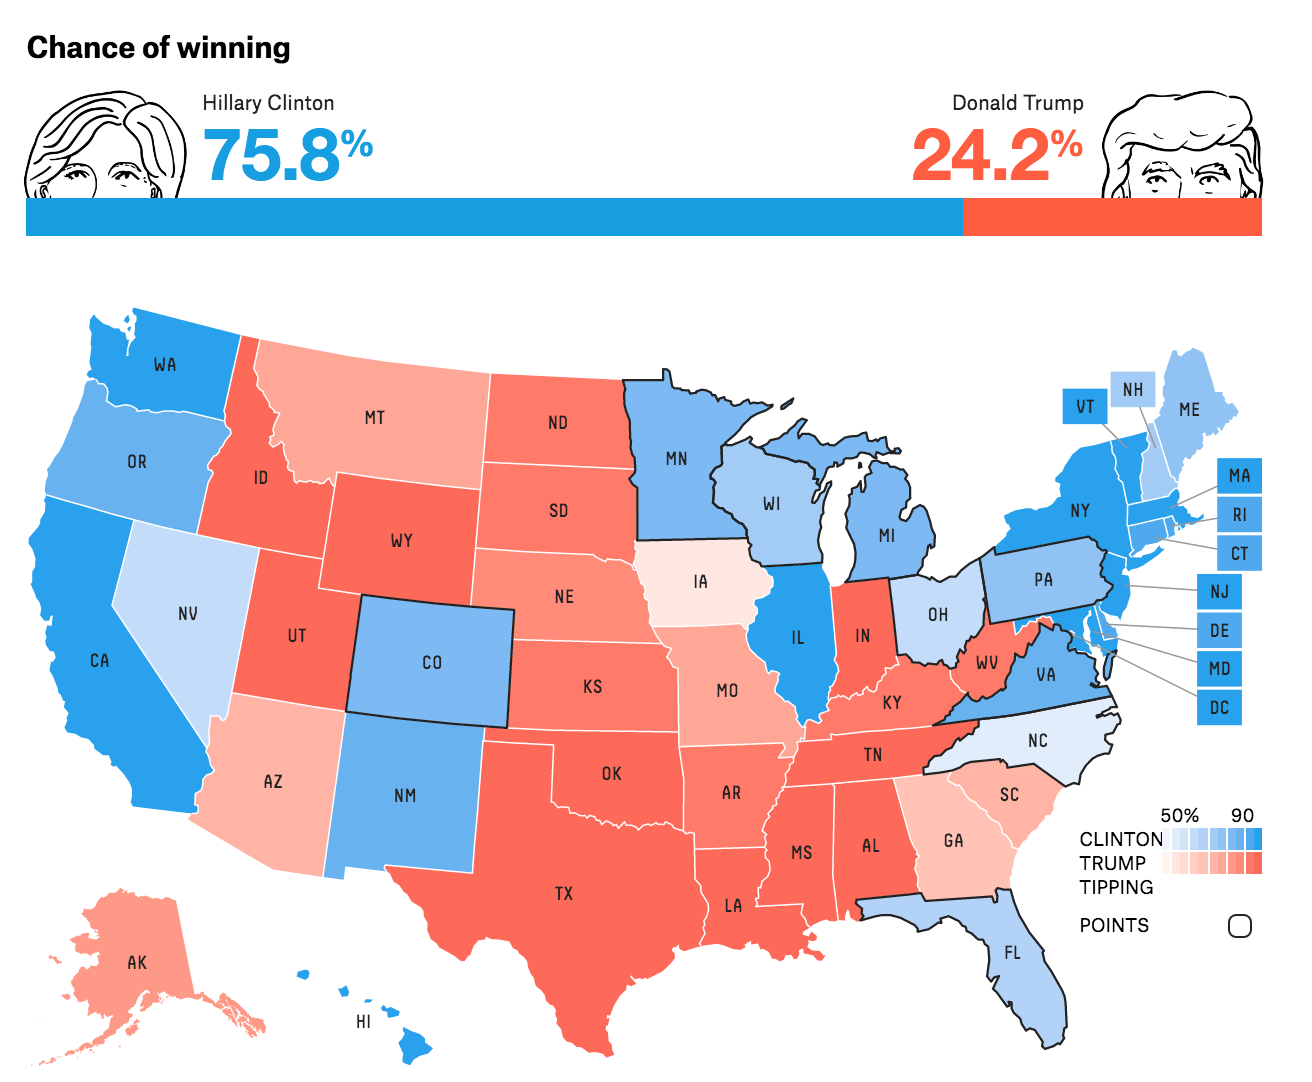 Chance of winning
Hillary Clinton
75.8%
Donald Trump
24.2%
WA
MT
ND
MN
VT
NH
ME
OR
ID
SD
WI
MI
NY
MA
RI
CT
WY
IA
NV
NE
PA
NJ
OH
DE
UT
CO
IL
IN
WV
VA
MD
CA
KS
MO
KY
DC
NC
TN
AZ
NM
OK
AR
SC
MS
AL
GA
TX
LA
FL
AK
HI
50% 90
CLINTON
TRUMP
TIPPING
POINTS